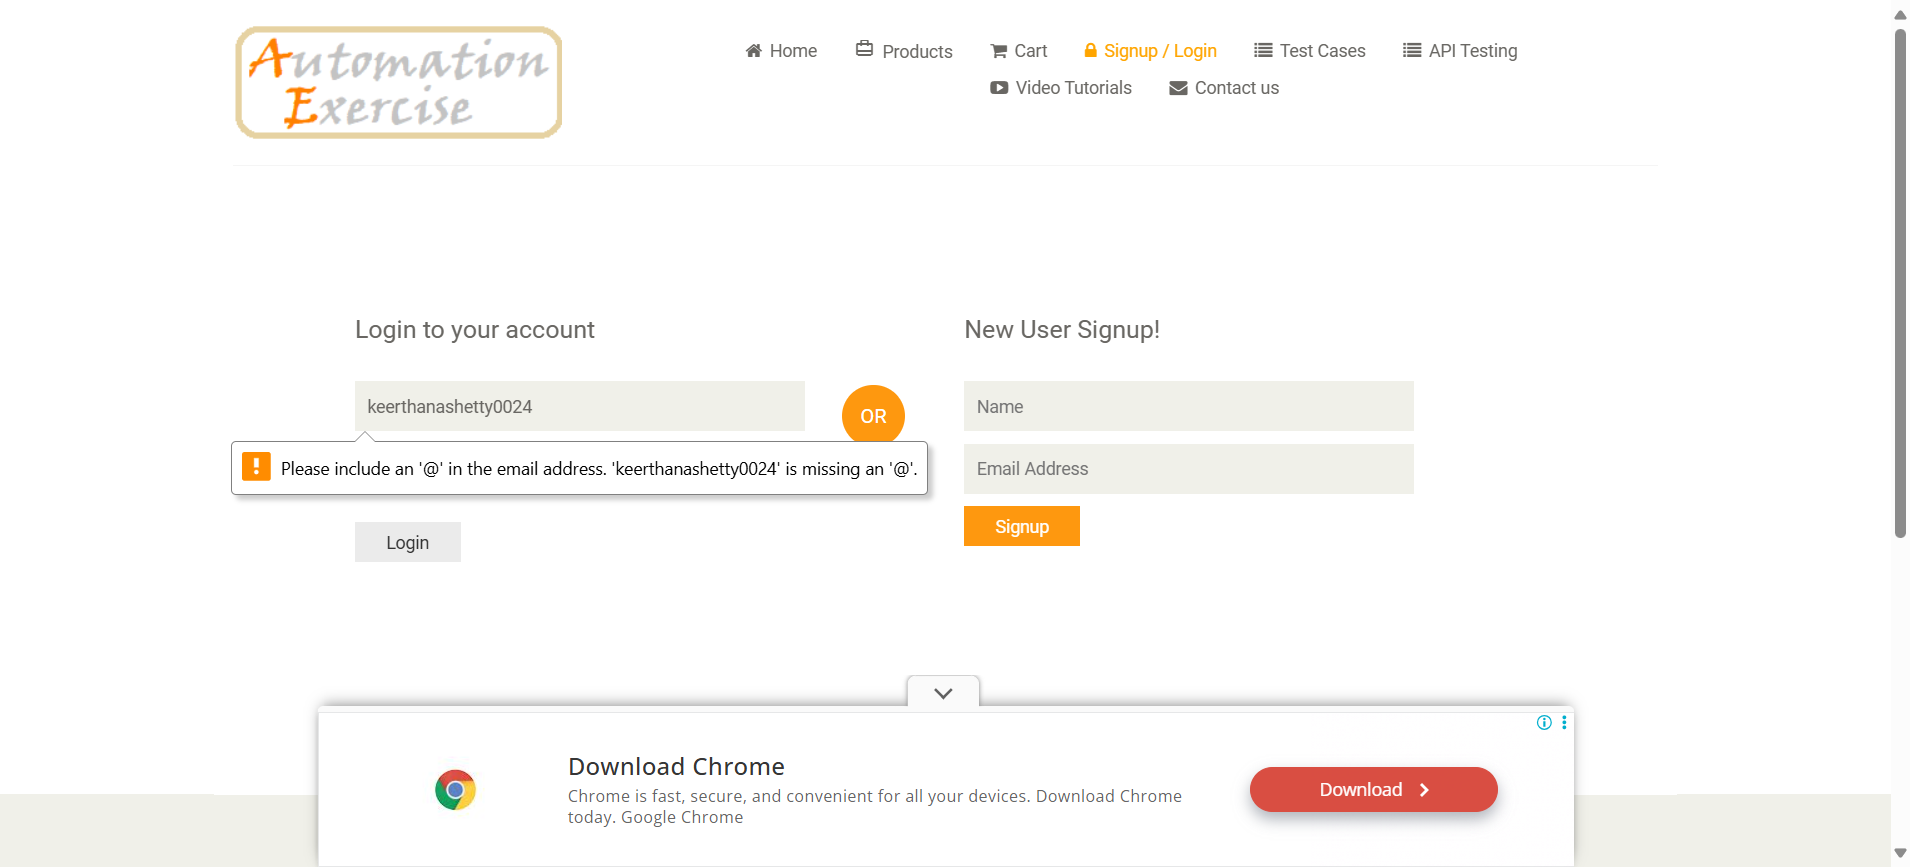 Automation
Exercise
Home
Products
Cart
Signup / Login
Test Cases
API Testing
Video Tutorials
Contact us
Login to your account
keerthanashetty0024
Please include an '@' in the email address. 'keerthanashetty0024' is missing an '@'.
Login
OR
New User Signup!
Name
Email Address
Signup
Download Chrome
Chrome is fast, secure, and convenient for all your devices. Download Chrome
today. Google Chrome
Download